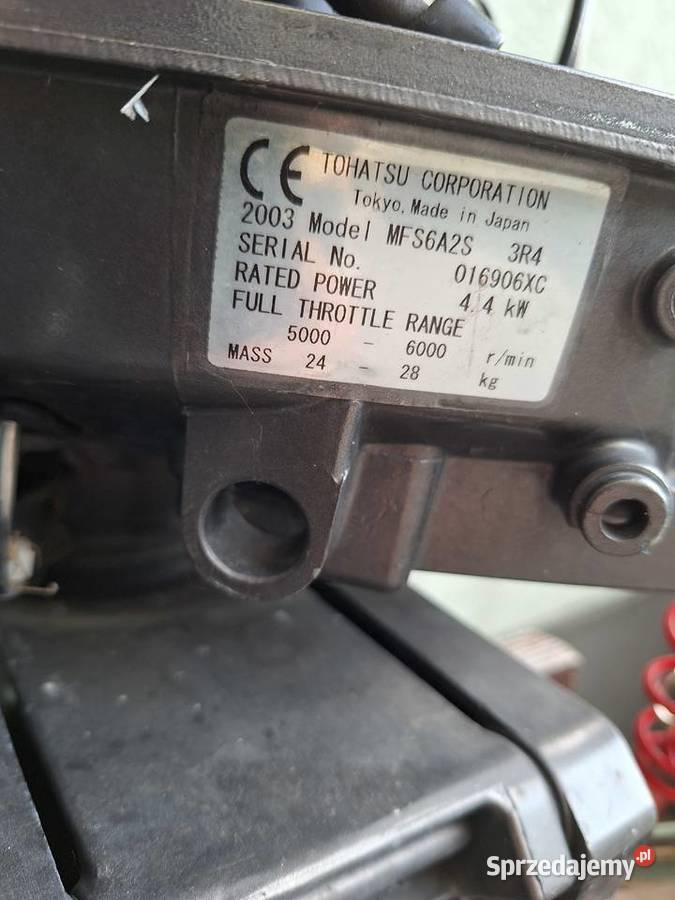 CE TOHATSU CORPORATION
Tokyo, Made in Japan
2003 Model MFS6A2S 3R4
SERIAL No. 016906XC
RATED POWER 4.4 kW
FULL THROTTLE RANGE
5000 - 6000 r/min
MASS 24 - 28 kg
Sprzedajemy.pl